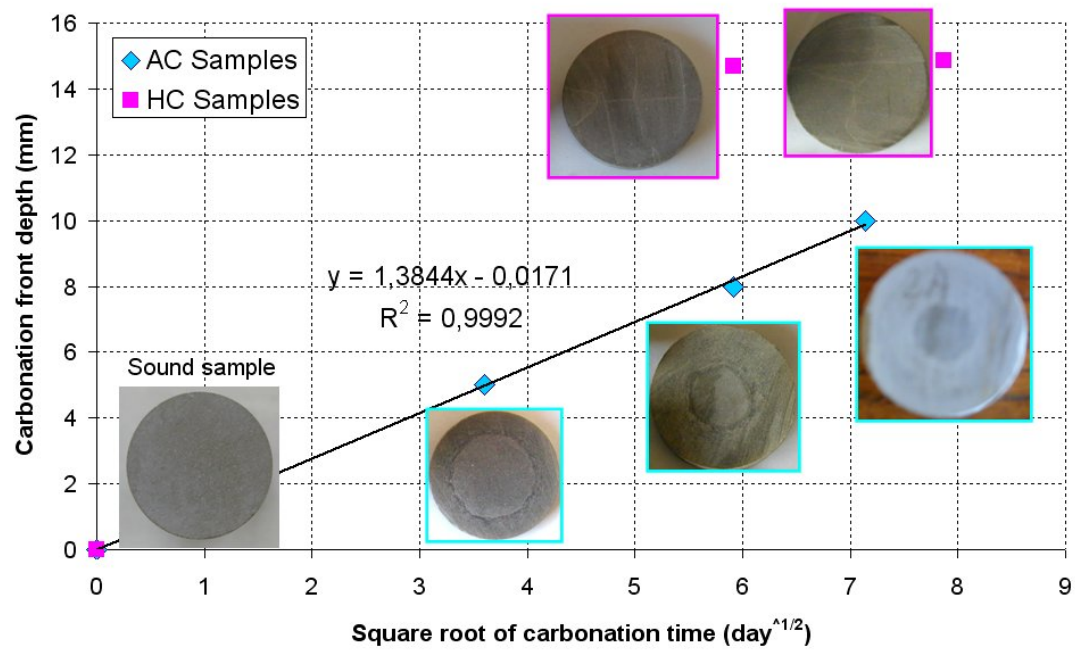 AC Samples
HC Samples
Carbonation front depth (mm)
16
14
12
10
8
6
4
2
0
y = 1,3844x - 0,0171
R² = 0,9992
Sound sample
0 1 2 3 4 5 6 7 8 9
Square root of carbonation time (day^1/2)